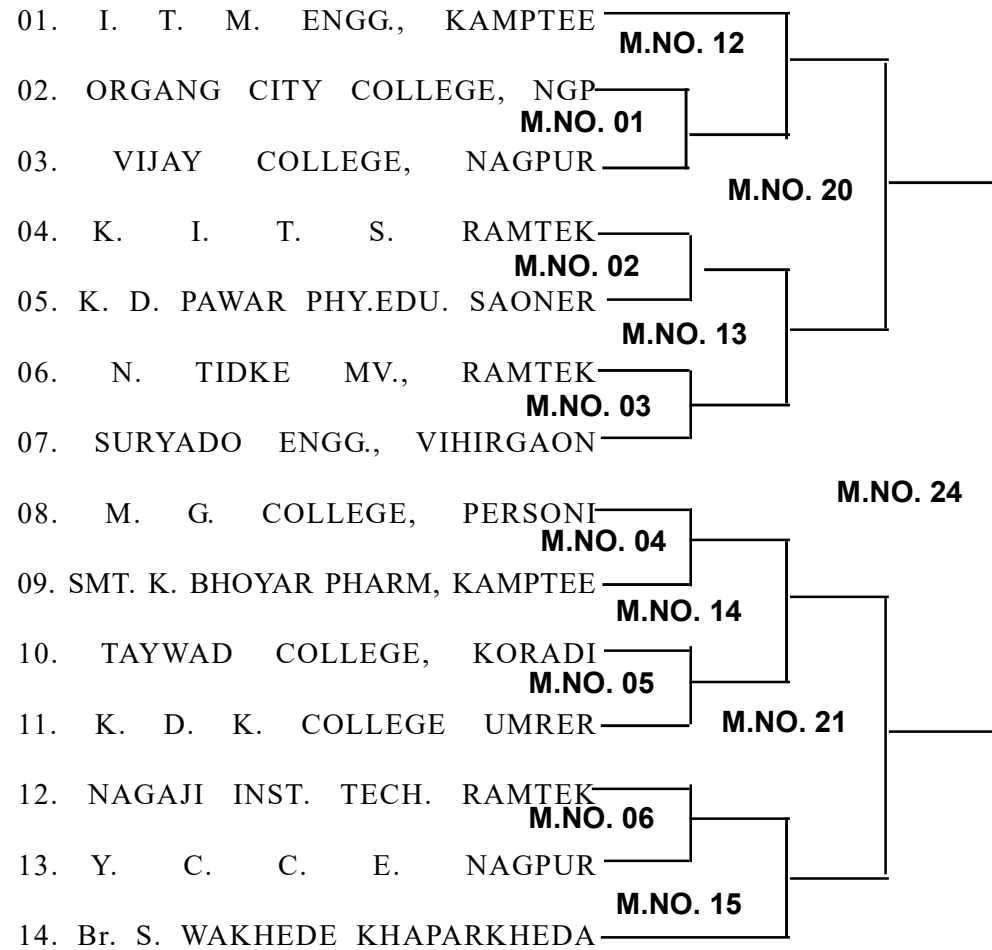 01. I. T. M. ENGG., KAMPTEE
M.NO. 12
02. ORGANG CITY COLLEGE, NGP
M.NO. 01
03. VIJAY COLLEGE, NAGPUR
M.NO. 20
04. K. I. T. S. RAMTEK
M.NO. 02
05. K. D. PAWAR PHY.EDU. SAONER
M.NO. 13
06. N. TIDKE MV., RAMTEK
M.NO. 03
07. SURYADO ENGG., VIHIRGAON
M.NO. 24
08. M. G. COLLEGE, PERSONI
M.NO. 04
09. SMT. K. BHOYAR PHARM, KAMPTEE
M.NO. 14
10. TAYWAD COLLEGE, KORADI
M.NO. 05
11. K. D. K. COLLEGE UMRER
M.NO. 21
12. NAGAJI INST. TECH. RAMTEK
M.NO. 06
13. Y. C. C. E. NAGPUR
M.NO. 15
14. Br. S. WAKHEDE KHAPARKHEDA